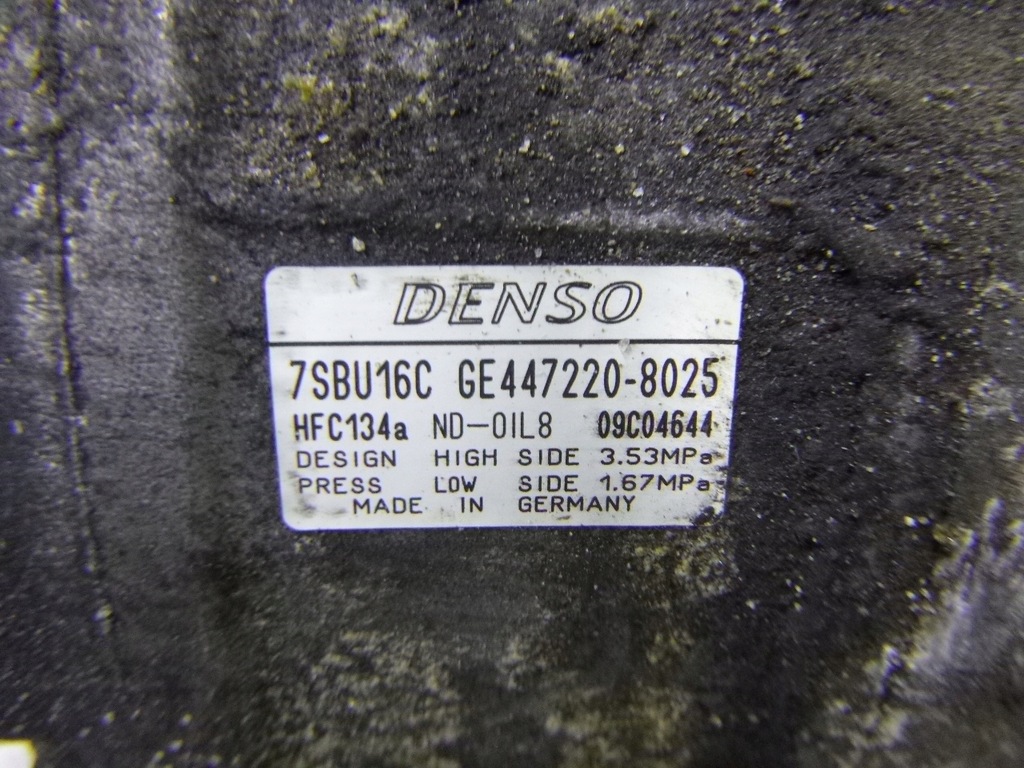 DENSO
7SBU16C GE447220-8025
HFC134a ND-OIL8 09C04644
DESIGN HIGH SIDE 3.53MPa
PRESS LOW SIDE 1.67MPa
MADE IN GERMANY